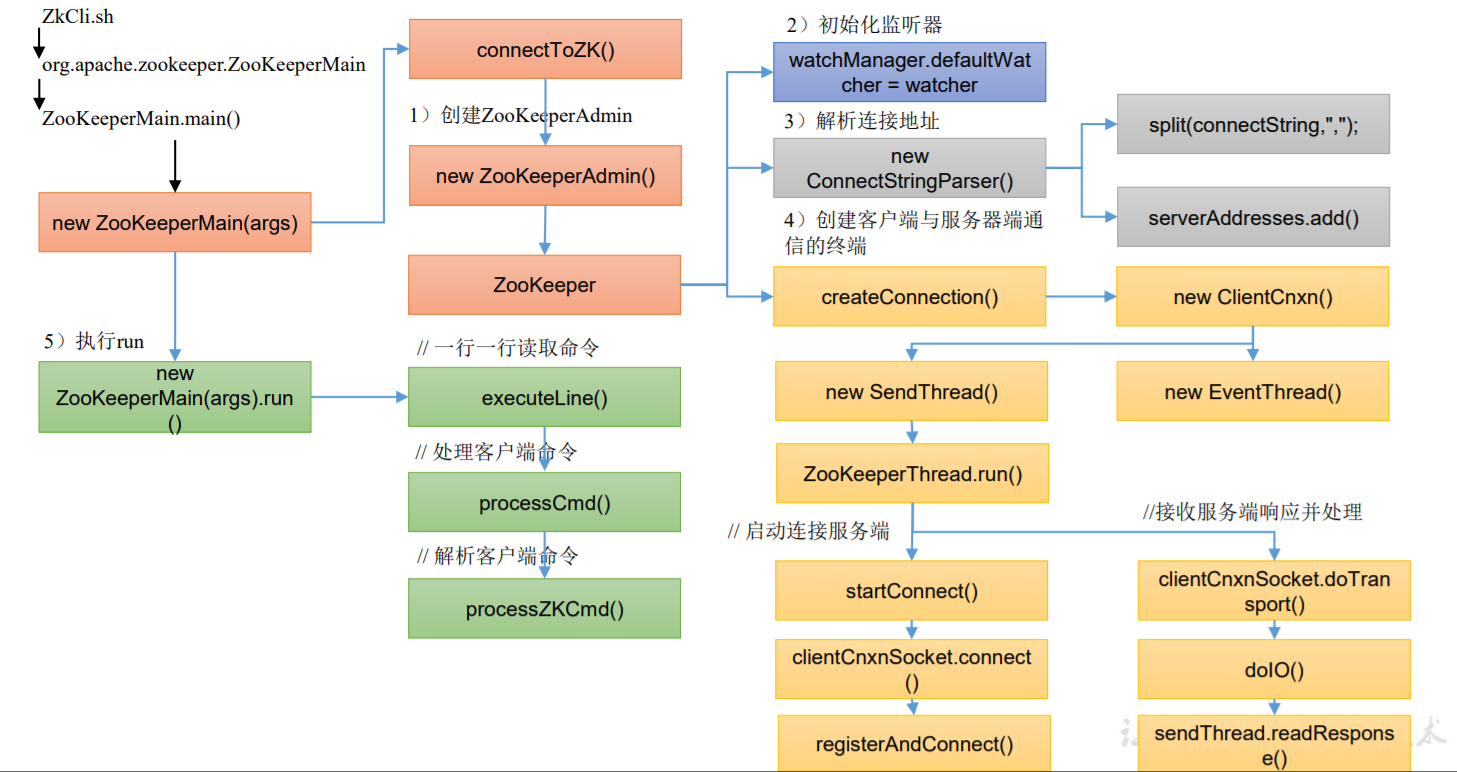 ZkCli.sh
org.apache.zookeeper.ZooKeeperMain
ZooKeeperMain.main()
new ZooKeeperMain(args)
5）执行run
new
ZooKeeperMain(args).run
()
connectToZK()
1）创建ZooKeeperAdmin
new ZooKeeperAdmin()
ZooKeeper
// 一行一行读取命令
executeLine()
// 处理客户端命令
processCmd()
// 解析客户端命令
processZKCmd()
2）初始化监听器
watchManager.defaultWat
cher = watcher
3）解析连接地址
new
ConnectStringParser()
split(connectString,",");
serverAddresses.add()
4）创建客户端与服务器端通
信的终端
createConnection()
new ClientCnxn()
new SendThread()
new EventThread()
ZooKeeperThread.run()
// 启动连接服务端
startConnect()
clientCnxnSocket.connect
()
registerAndConnect()
//接收服务端响应并处理
clientCnxnSocket.doTran
sport()
doIO()
sendThread.readRespons
e()
术